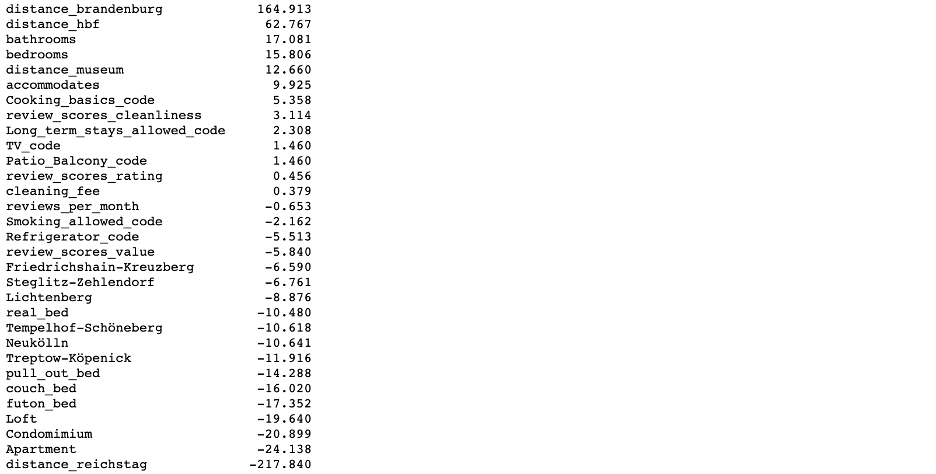 distance_brandenburg 164.913
distance_hbf 62.767
bathrooms 17.081
bedrooms 15.806
distance_museum 12.660
accommodates 9.925
Cooking_basics_code 5.358
review_scores_cleanliness 3.114
Long_term_stays_allowed_code 2.308
TV_code 1.460
Patio_Balcony_code 1.460
review_scores_rating 0.456
cleaning_fee 0.379
reviews_per_month -0.653
Smoking_allowed_code -2.162
Refrigerator_code -5.513
review_scores_value -5.840
Friedrichshain-Kreuzberg -6.590
Steglitz-Zehlendorf -6.761
Lichtenberg -8.876
real_bed -10.480
Tempelhof-Schöneberg -10.618
Neukölln -10.641
Treptow-Köpenick -11.916
pull_out_bed -14.288
couch_bed -16.020
futon_bed -17.352
Loft -19.640
Condomimium -20.899
Apartment -24.138
distance_reichstag -217.840